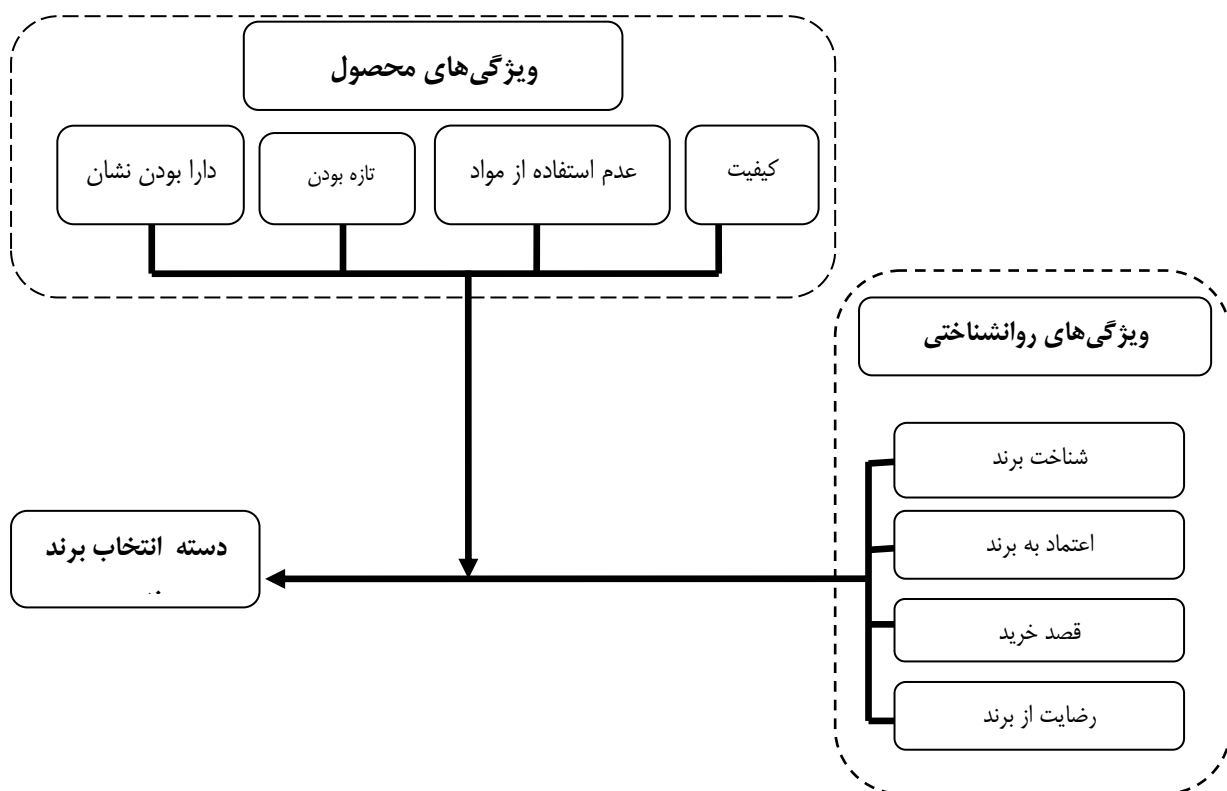 ویژگی‌های محصول
کیفیت
عدم استفاده از مواد
تازه بودن
دارا بودن نشان
ویژگی‌های روانشناختی
شناخت برند
اعتماد به برند
قصد خرید
رضایت از برند
دسته انتخاب برند